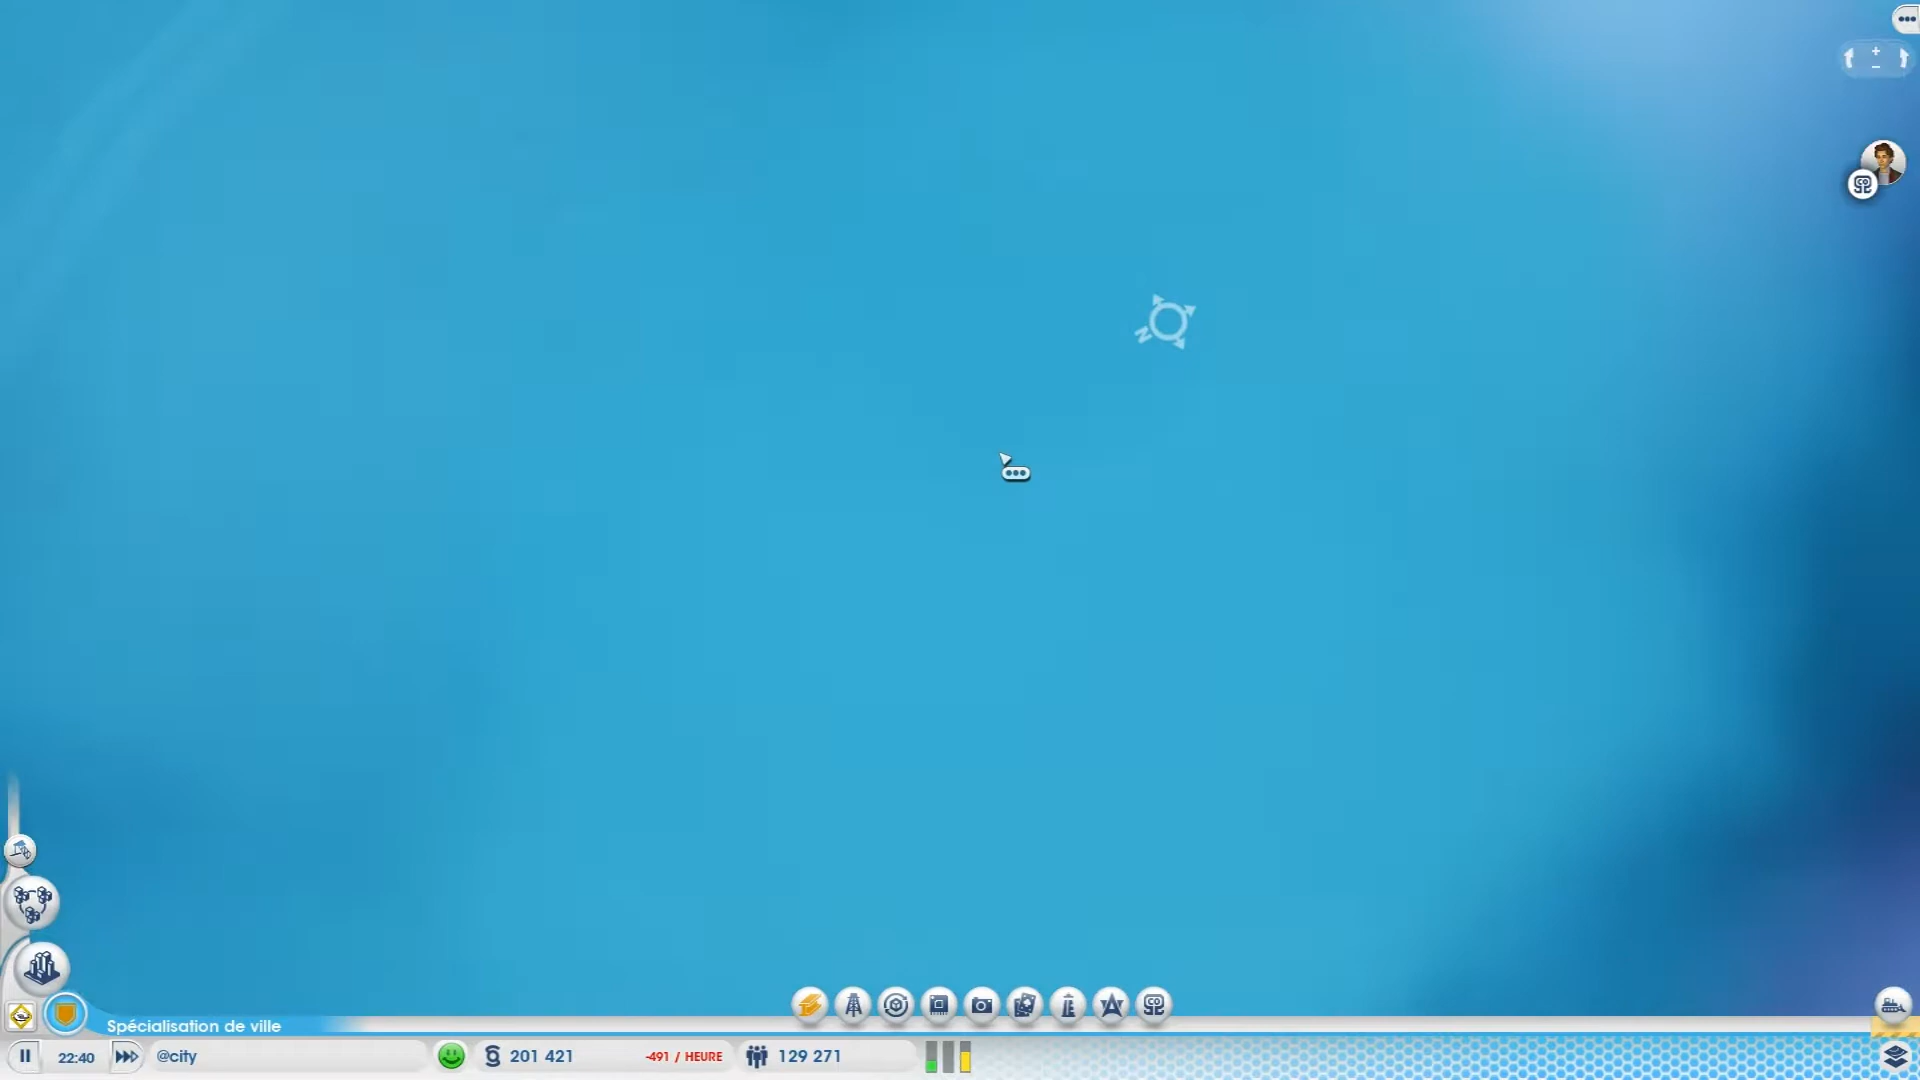 N
Spécialisation de ville
22:40
@city
201 421
-491 / HEURE
129 271